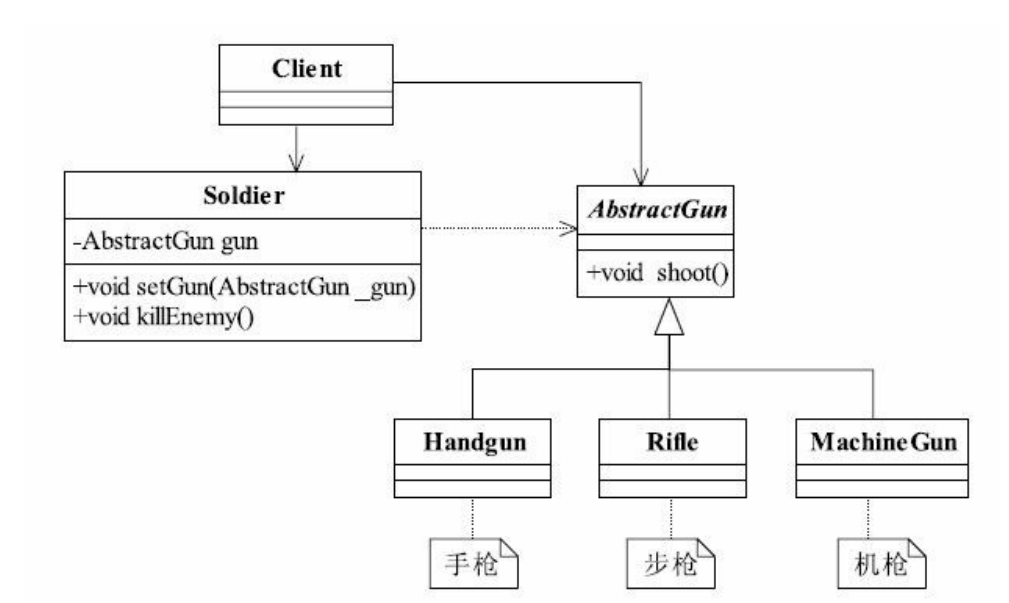 Client
Soldier
-AbstractGun gun
+void setGun(AbstractGun _gun)
+void killEnemy()
AbstractGun
+void shoot()
Handgun
Rifle
MachineGun
手枪
步枪
机枪